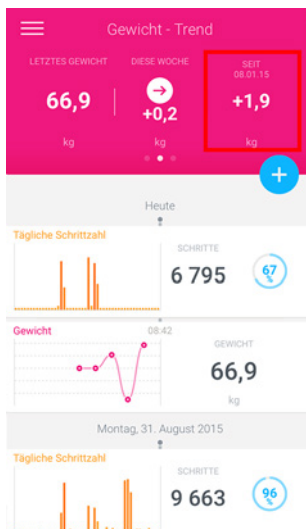 Gewicht - Trend
LETZTES GEWICHT DIESE WOCHE SEIT
08.01.15
66,9 +0,2 +1,9
kg kg kg
+
Heute
Tägliche Schrittzahl
SCHRITTE
6 795 67 %
Gewicht 08:42
GEWICHT
66,9
kg
Montag, 31. August 2015
Tägliche Schrittzahl
SCHRITTE
9 663 96 %